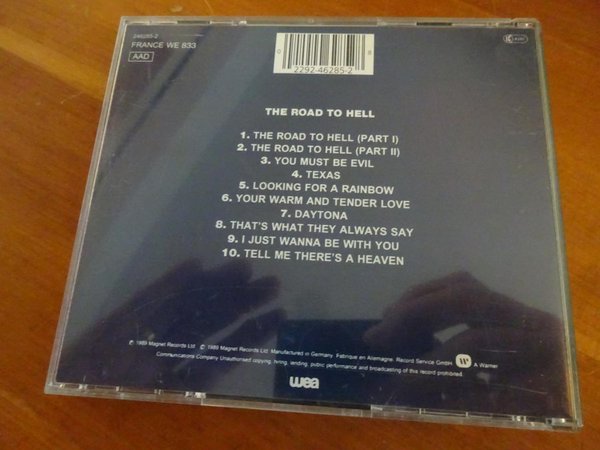 246285-2
FRANCE WE 833
AAD
0 8
2292-46285-2
THE ROAD TO HELL
1. THE ROAD TO HELL (PART I)
2. THE ROAD TO HELL (PART II)
3. YOU MUST BE EVIL
4. TEXAS
5. LOOKING FOR A RAINBOW
6. YOUR WARM AND TENDER LOVE
7. DAYTONA
8. THAT'S WHAT THEY ALWAYS SAY
9. I JUST WANNA BE WITH YOU
10. TELL ME THERE'S A HEAVEN
℗ 1989 Magnet Records Ltd. © 1989 Magnet Records Ltd. Manufactured in Germany. Fabriqué en Allemagne. Record Service GmbH
A Warner
Communications Company Unauthorised copying, hiring, lending, public performance and broadcasting of this record prohibited.
wea